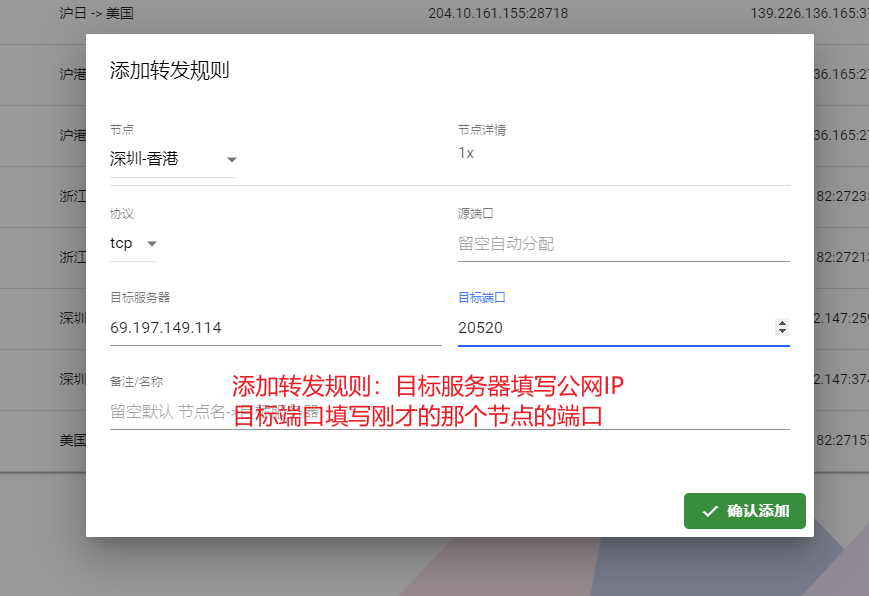 沪日 -> 美国
204.10.161.155:28718
139.226.136.165:3
添加转发规则
沪港
36.165:2
节点
节点详情
深圳-香港
1x
沪港
36.165:2
浙江
82:2723
协议
源端口
tcp
留空自动分配
浙江
82:27213
目标服务器
目标端口
69.197.149.114
20520
深圳
2.147:259
备注/名称
深圳
2.147:374
添加转发规则：目标服务器填写公网IP
留空默认 节点名->
目标端口填写刚才的那个节点的端口
美国
82:2715
确认添加